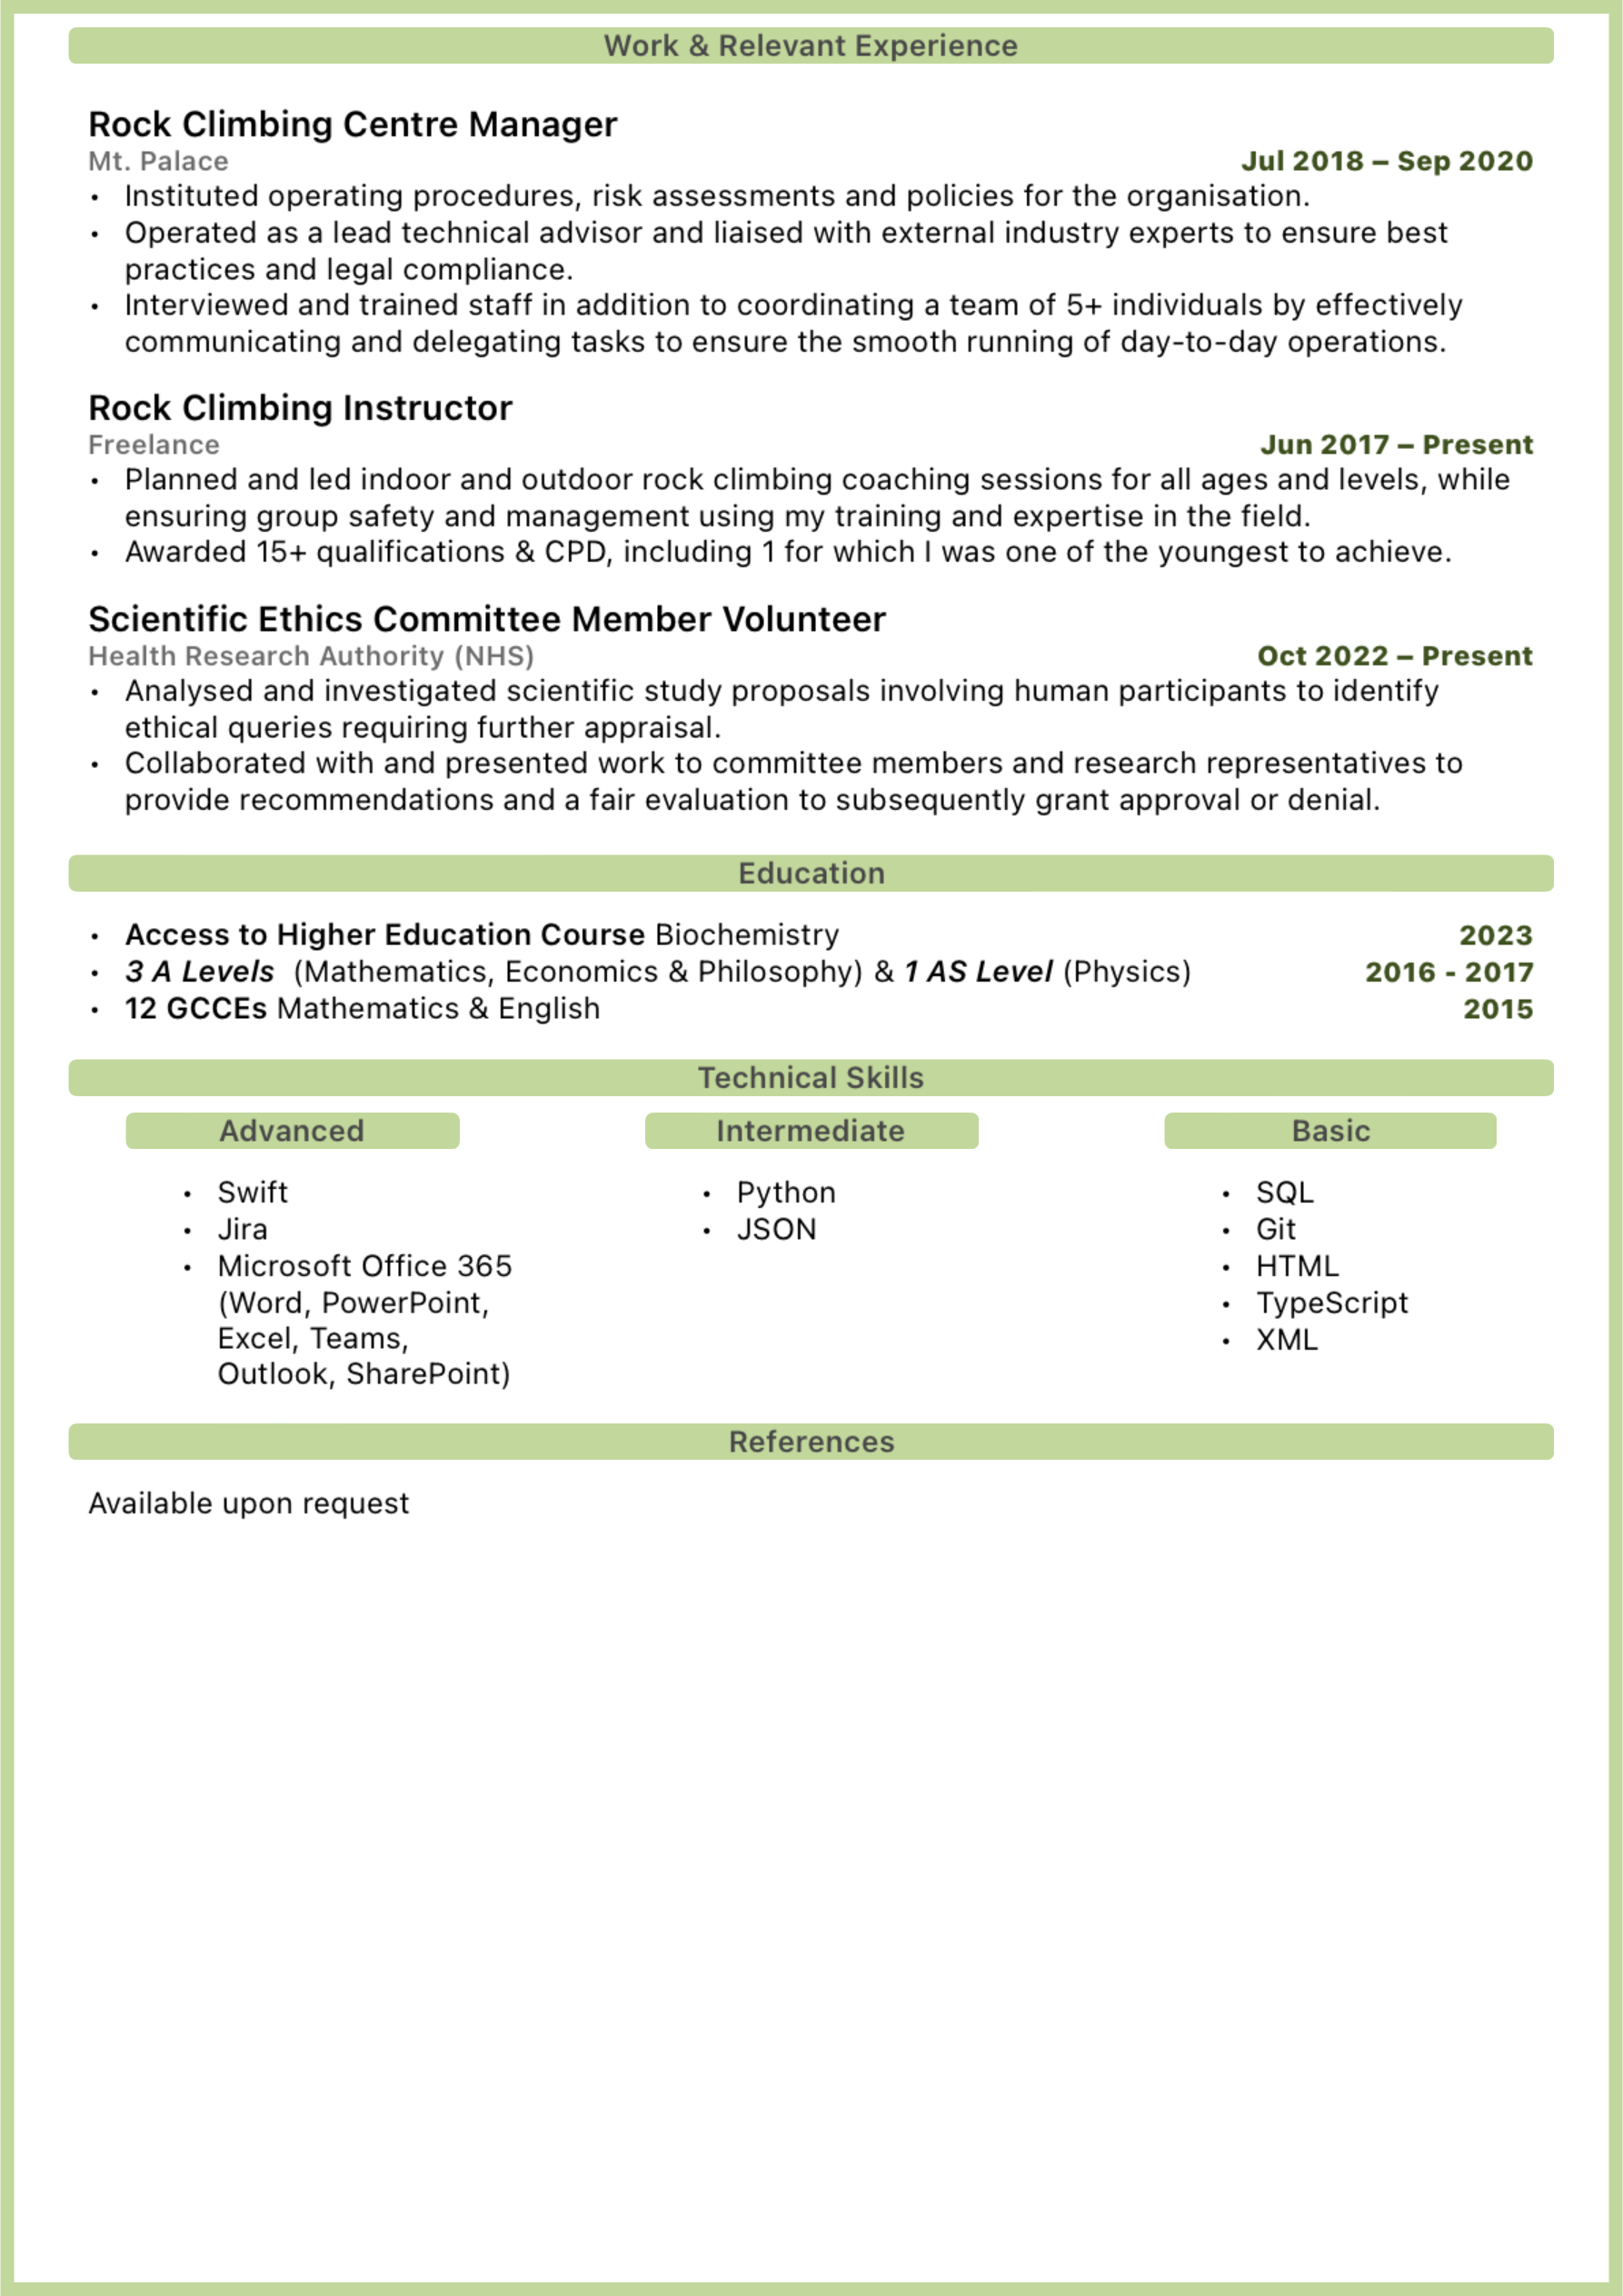 Work & Relevant Experience
Rock Climbing Centre Manager
Mt. Palace Jul 2018 – Sep 2020
• Instituted operating procedures, risk assessments and policies for the organisation.
• Operated as a lead technical advisor and liaised with external industry experts to ensure best
practices and legal compliance.
• Interviewed and trained staff in addition to coordinating a team of 5+ individuals by effectively
communicating and delegating tasks to ensure the smooth running of day-to-day operations.
Rock Climbing Instructor
Freelance Jun 2017 – Present
• Planned and led indoor and outdoor rock climbing coaching sessions for all ages and levels, while
ensuring group safety and management using my training and expertise in the field.
• Awarded 15+ qualifications & CPD, including 1 for which I was one of the youngest to achieve.
Scientific Ethics Committee Member Volunteer
Health Research Authority (NHS) Oct 2022 – Present
• Analysed and investigated scientific study proposals involving human participants to identify
ethical queries requiring further appraisal.
• Collaborated with and presented work to committee members and research representatives to
provide recommendations and a fair evaluation to subsequently grant approval or denial.
Education
• Access to Higher Education Course Biochemistry 2023
• 3 A Levels (Mathematics, Economics & Philosophy) & 1 AS Level (Physics) 2016 - 2017
• 12 GCCEs Mathematics & English 2015
Technical Skills
Advanced
• Swift
• Jira
• Microsoft Office 365
(Word, PowerPoint,
Excel, Teams,
Outlook, SharePoint)
Intermediate
• Python
• JSON
Basic
• SQL
• Git
• HTML
• TypeScript
• XML
References
Available upon request